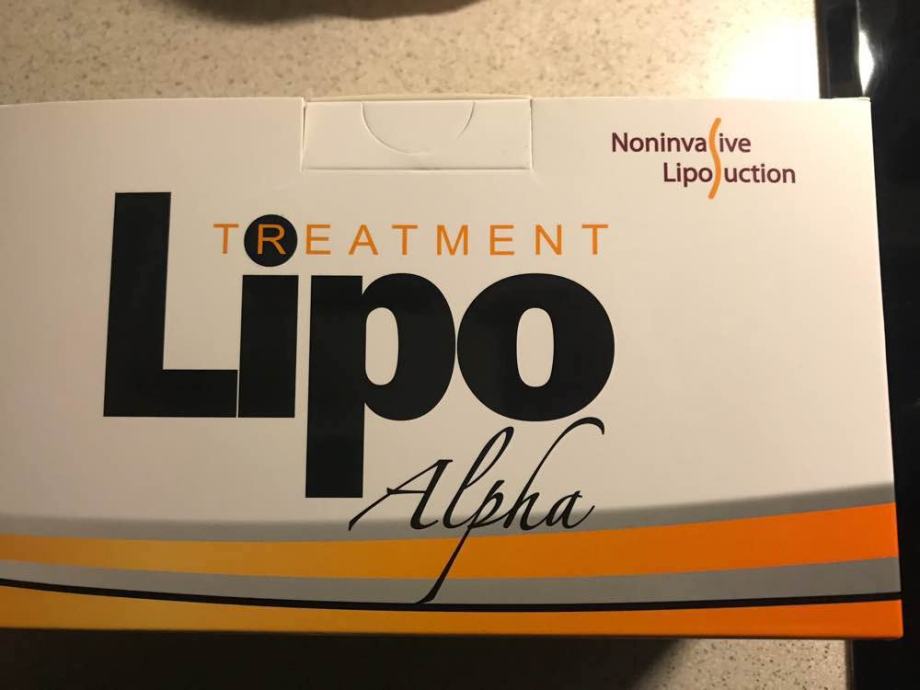 Noninvasive
Liposuction
TREATMENT
Lipo
Alpha